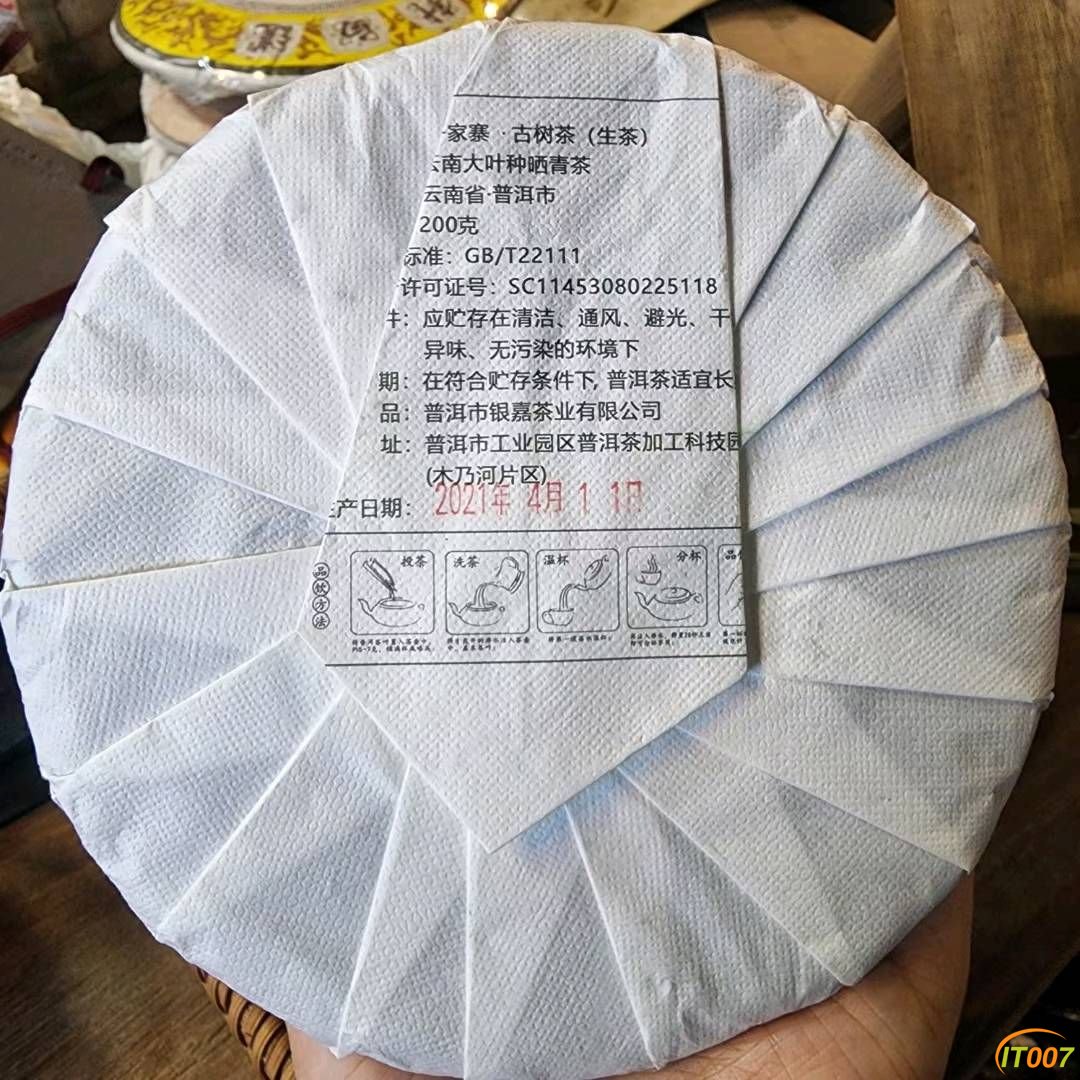 家寨·古树茶（生茶）
云南大叶种晒青茶
云南省·普洱市
200克
标准：GB/T22111
许可证号：SC11453080225118
件：应贮存在清洁、通风、避光、干
异味、无污染的环境下
期：在符合贮存条件下,普洱茶适宜长
品：普洱市银嘉茶业有限公司
址：普洱市工业园区普洱茶加工科技园
(木乃河片区)
产日期：2021年 4月 1 1日
品饮方法
投茶
洗茶
温杯
分杯
IT007